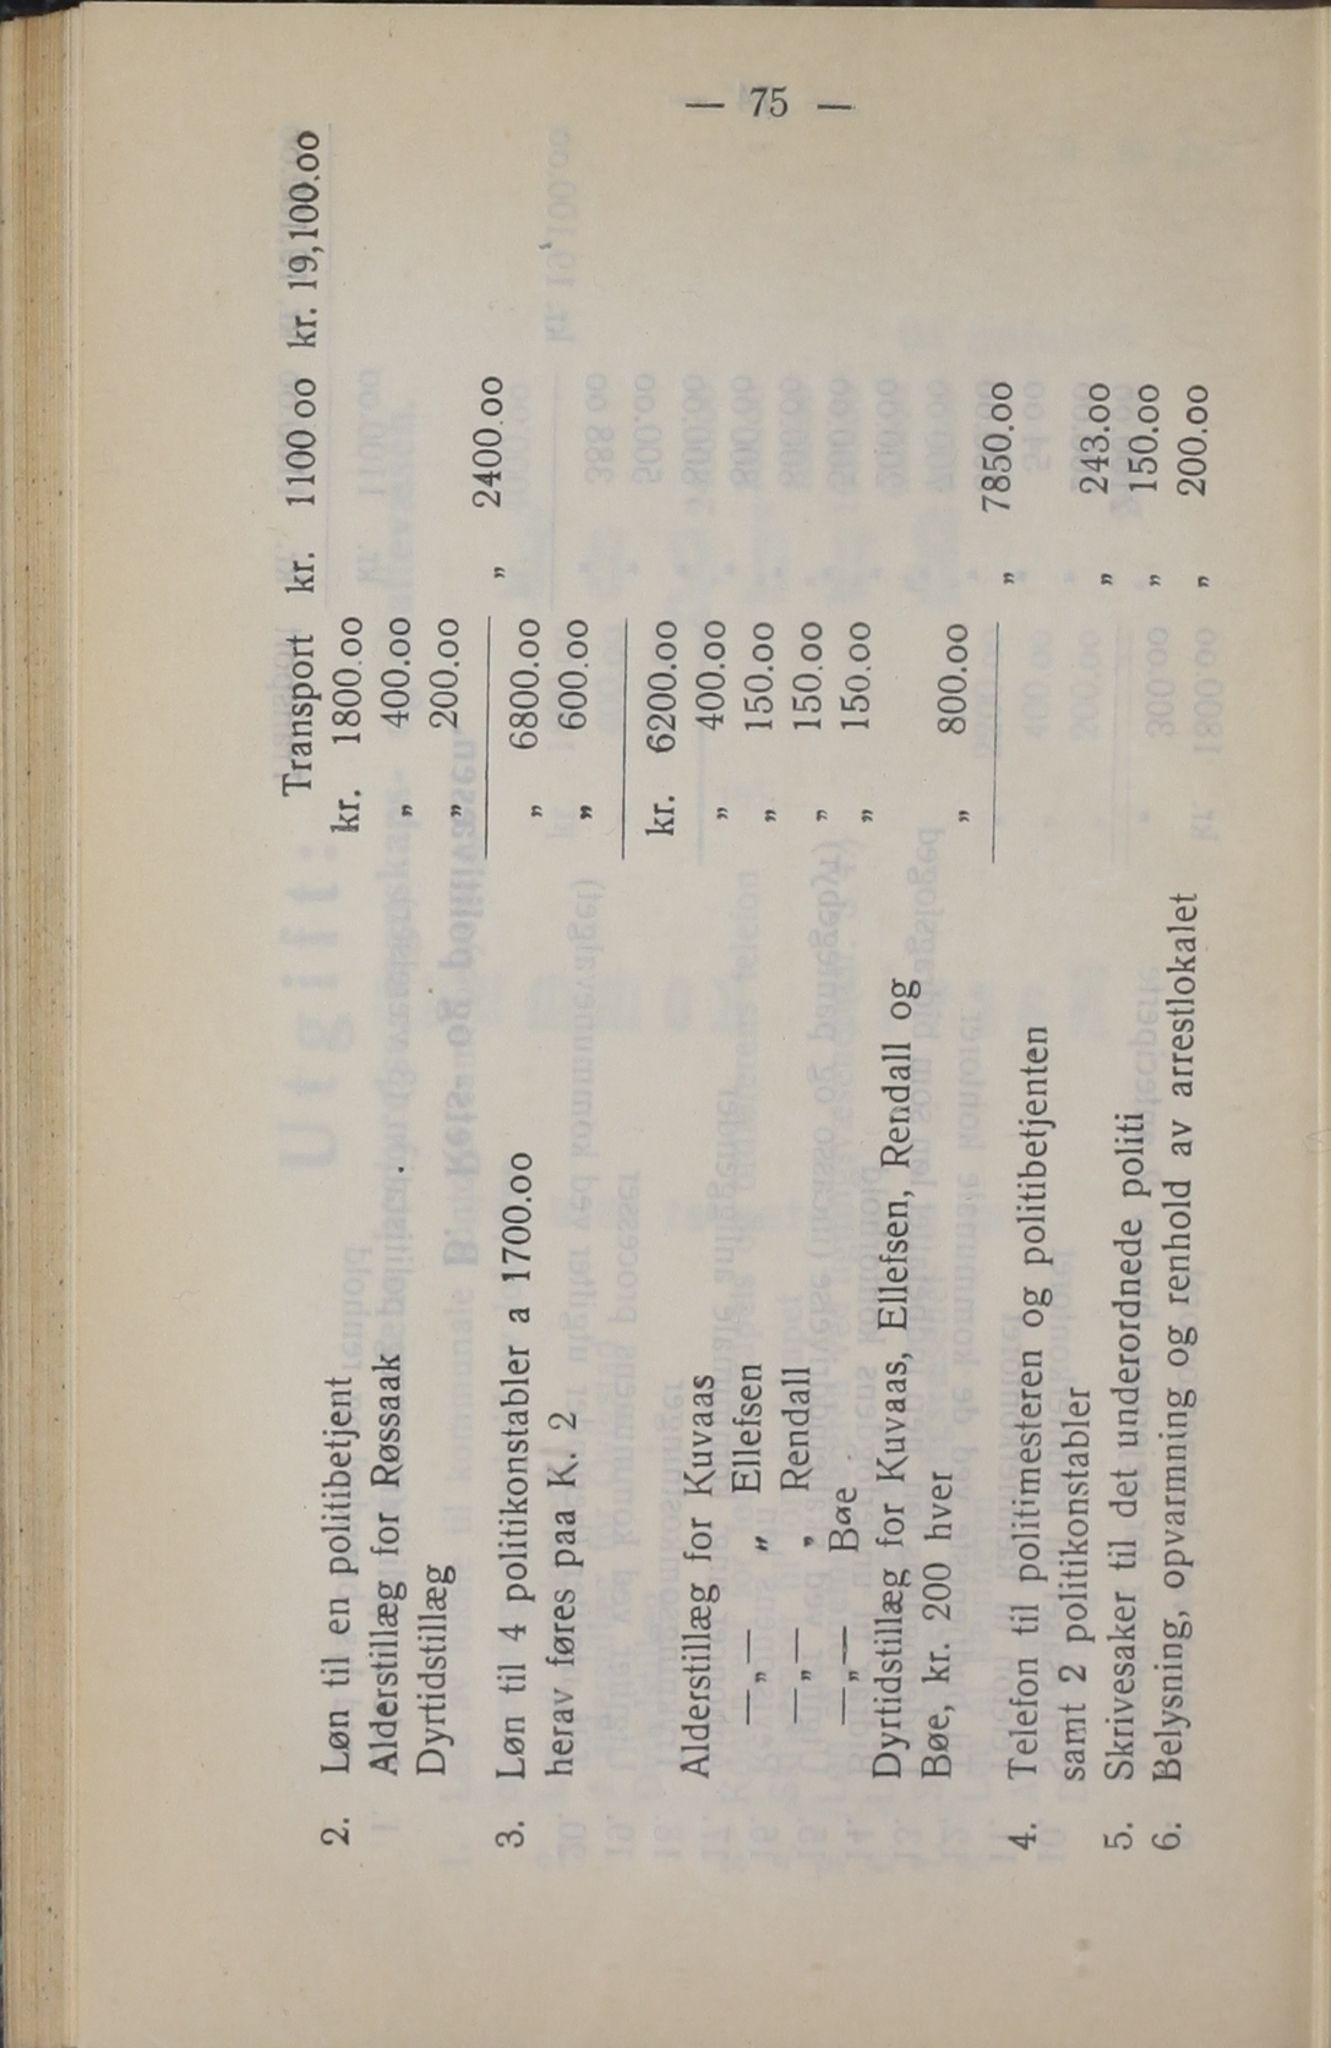 — 75 —
Transport kr. 1100 oo kr. 19,100.oo
2. Løn til en politibetjent kr. 1800.oo
Alderstillæg for Røssaak . „ 400.oo
Dyrtidstillæg „ 200.oo
„ 2400.oo
3. Løn til 4 politikonstabler a 1700.oo „ 6800.oo
herav føres paa K. 2 „ 600.oo
kr. 6200.oo
Alderstillæg for Kuvaas „ 400.oo
—„— „ Ellefsen „ 150.oo
—„— „ Rendall „ 150.oo
—„— Bøe „ 150.oo
Dyrtidstillæg for Kuvaas, Ellefsen, Rendall og
Bøe, kr. 200 hver „ 800.oo
„ 7850.oo
4. Telefon til politimesteren og politibetjenten
samt 2 politikonstabler „ 243.oo
5. Skrivesaker til det underordnede politi „ 150.oo
6. Belysning, opvarmning og renhold av arrestlokalet „ 200.oo